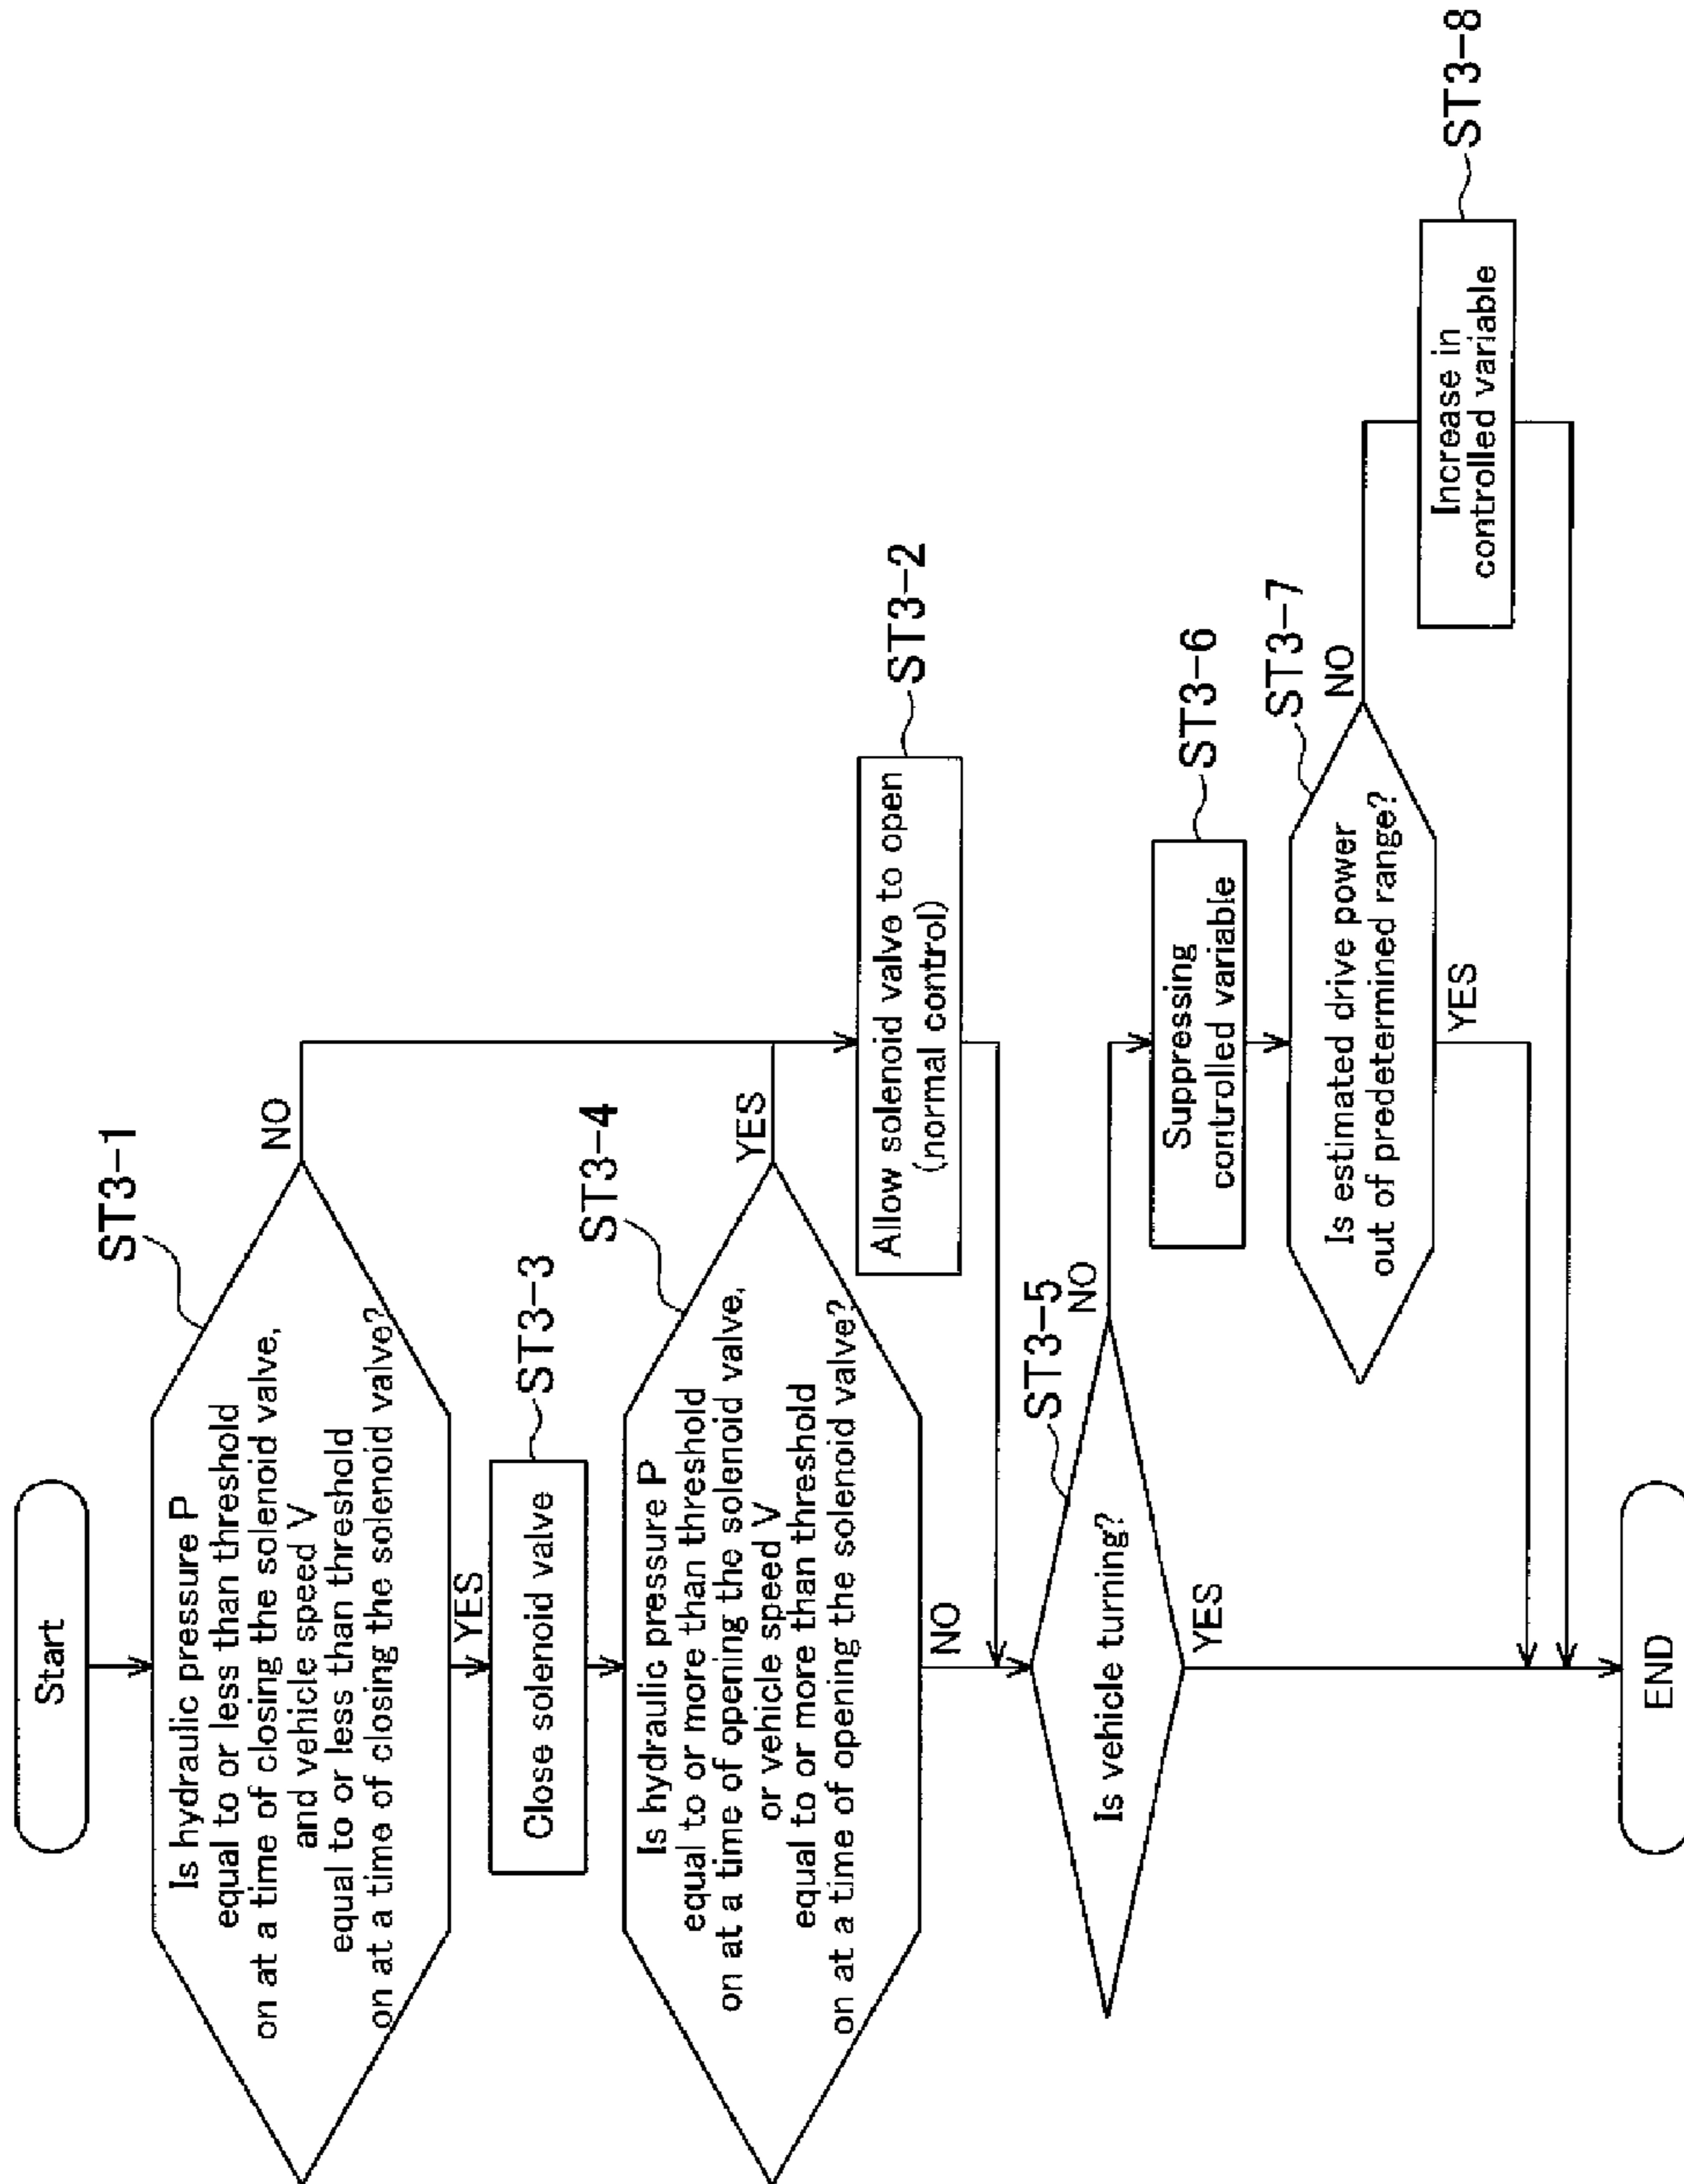 Start
ST3-1
Is hydraulic pressure P
equal to or less than threshold
on at a time of closing the solenoid valve,
and vehicle speed V
equal to or less than threshold
on at a time of closing the solenoid valve?
NO
YES
ST3-3
Close solenoid valve
ST3-4
Is hydraulic pressure P
equal to or more than threshold
on at a time of opening the solenoid valve,
or vehicle speed V
equal to or more than threshold
on at a time of opening the solenoid valve?
YES
NO
ST3-2
Allow solenoid valve to open
(normal control)
ST3-5
Is vehicle turning?
NO
YES
ST3-6
Suppressing
controlled variable
ST3-7
Is estimated drive power
out of predetermined range?
NO
YES
ST3-8
Increase in
controlled variable
END